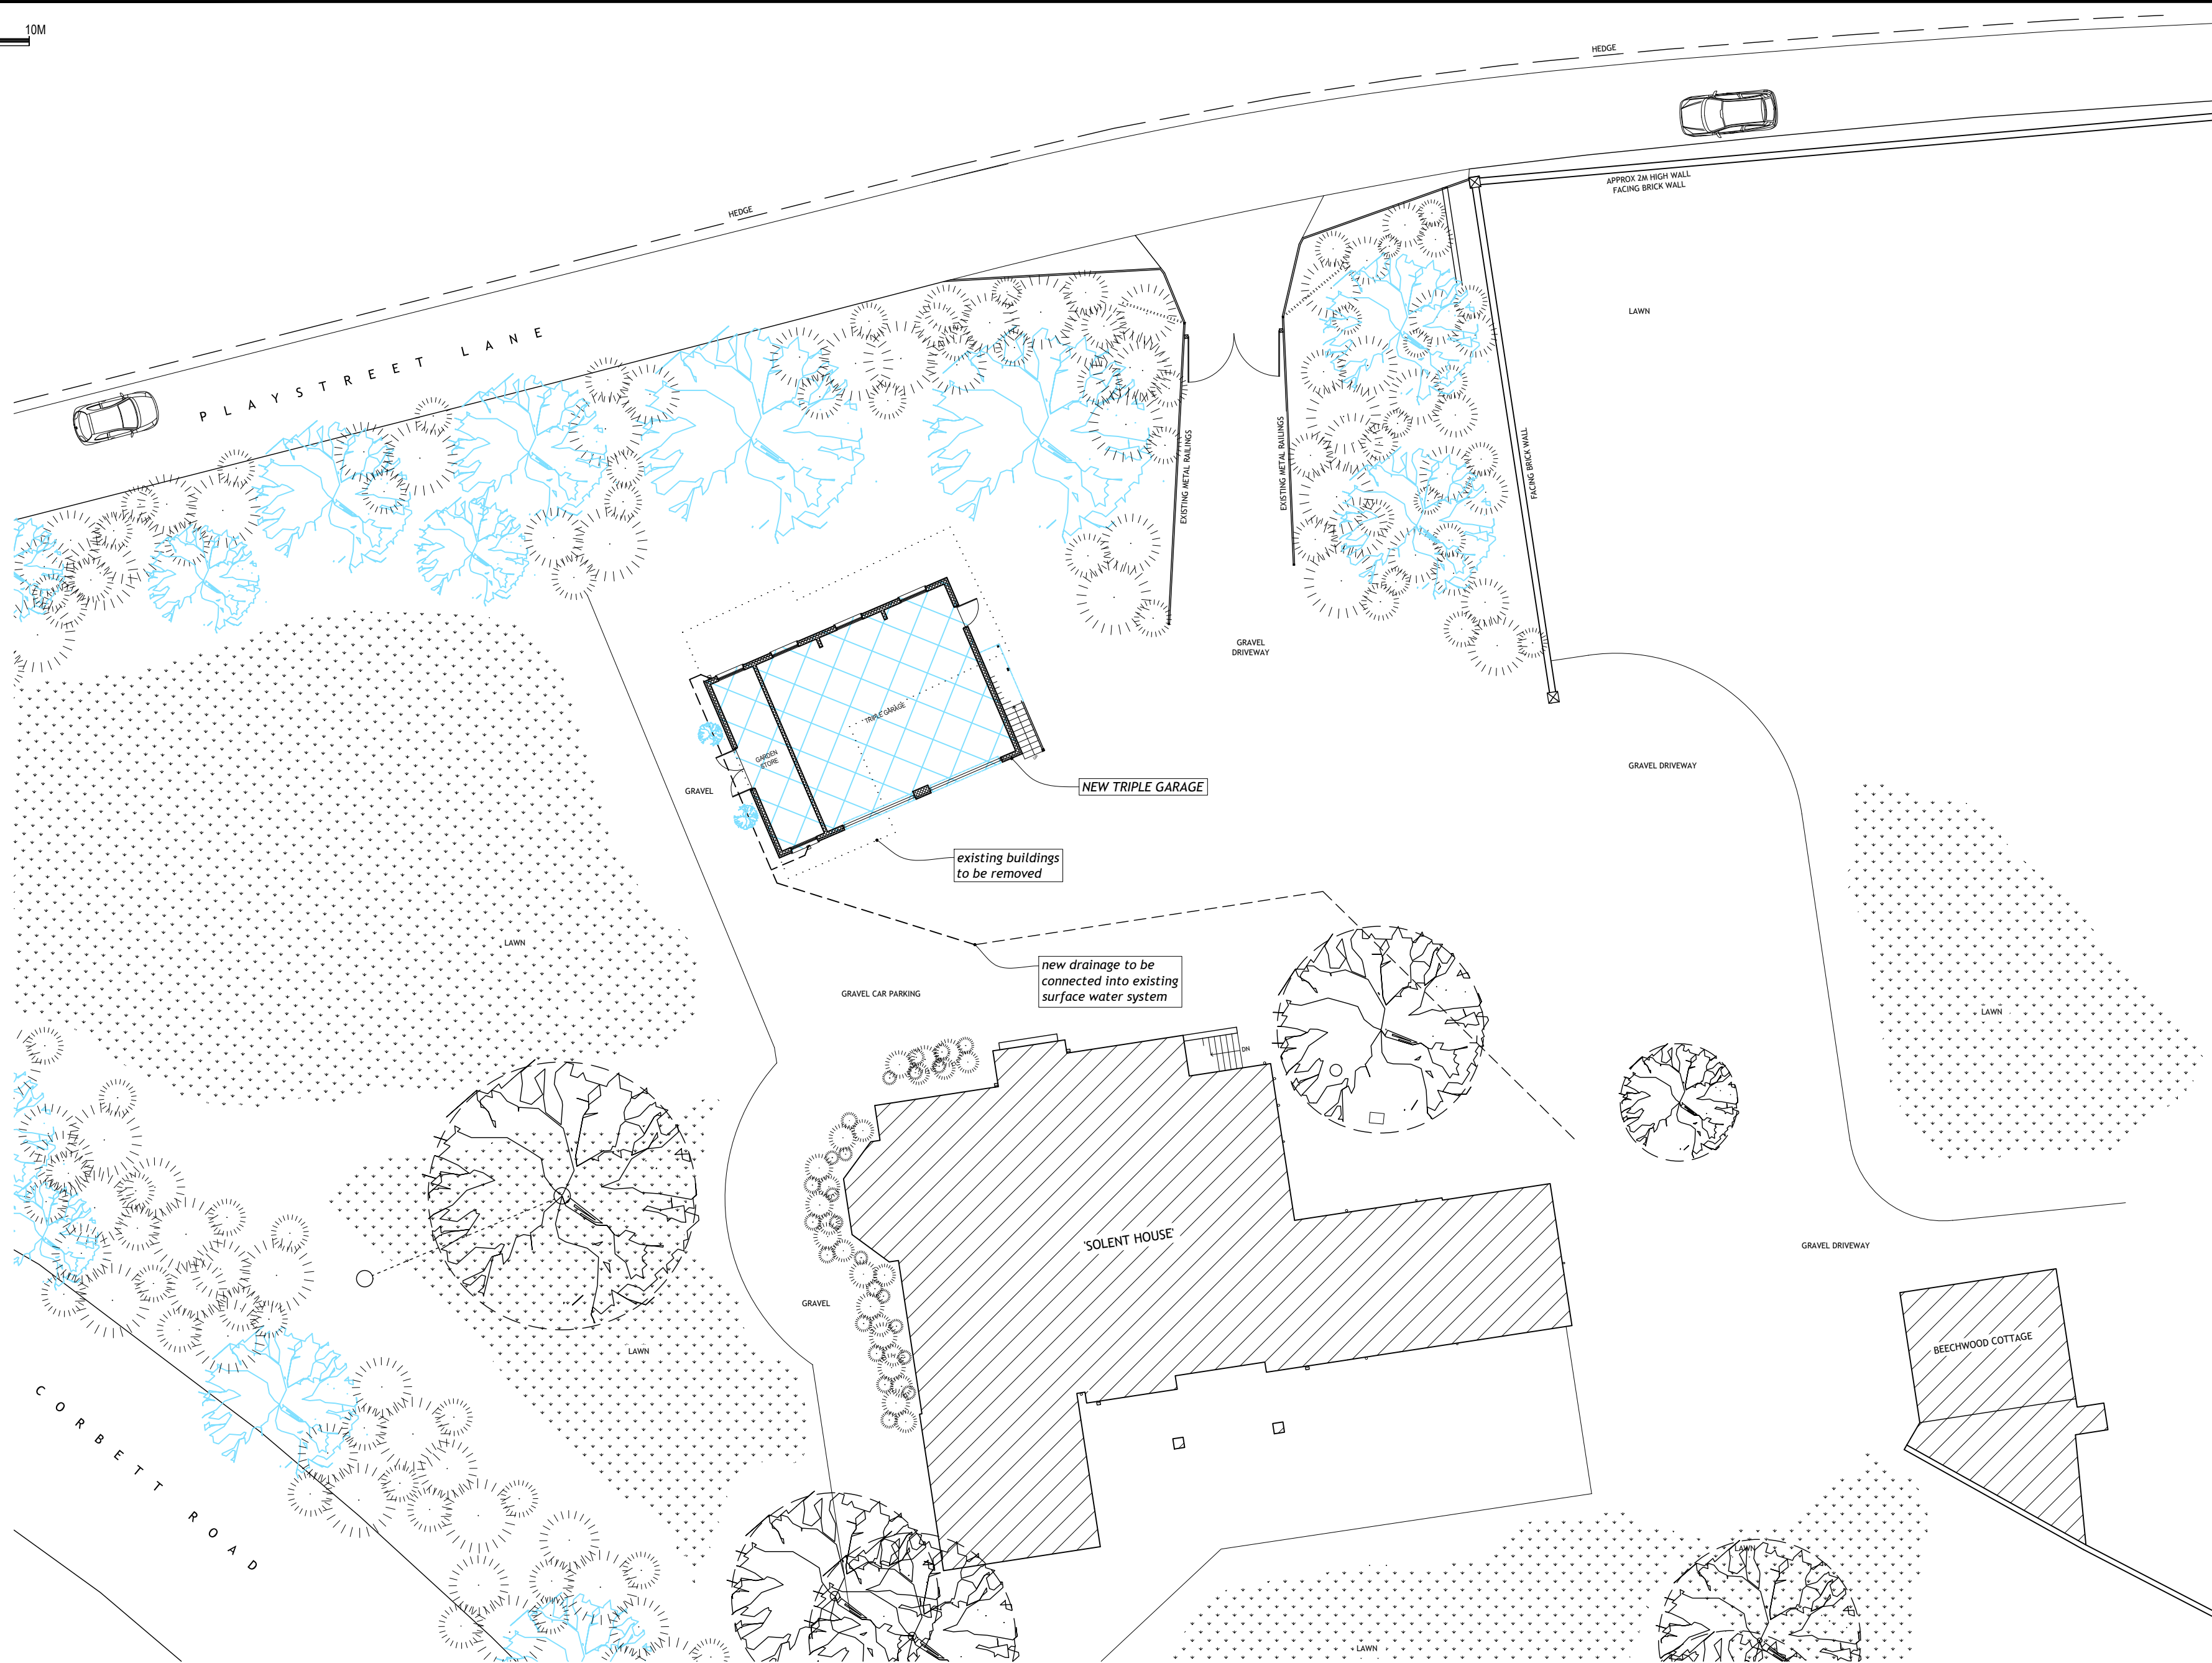 10M
HEDGE
APPROX 2M HIGH WALL
FACING BRICK WALL
HEDGE
LAWN
PLAYSTREET LANE
EXISTING METAL RAILINGS
EXISTING METAL RAILINGS
FACING BRICK WALL
GRAVEL
DRIVEWAY
TRIPLE GARAGE
GARDEN
STORE
GRAVEL DRIVEWAY
GRAVEL
NEW TRIPLE GARAGE
existing buildings
to be removed
LAWN
new drainage to be
connected into existing
surface water system
GRAVEL CAR PARKING
LAWN
DN
'SOLENT HOUSE'
GRAVEL DRIVEWAY
GRAVEL
BEECHWOOD COTTAGE
LAWN
CORBETT ROAD
LAWN
LAWN